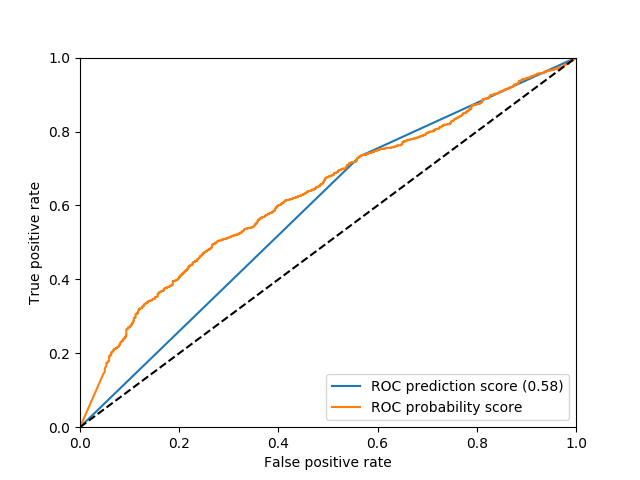 1.0
0.8
0.6
0.4
0.2
0.0
True positive rate
0.0 0.2 0.4 0.6 0.8 1.0
False positive rate
ROC prediction score (0.58)
ROC probability score